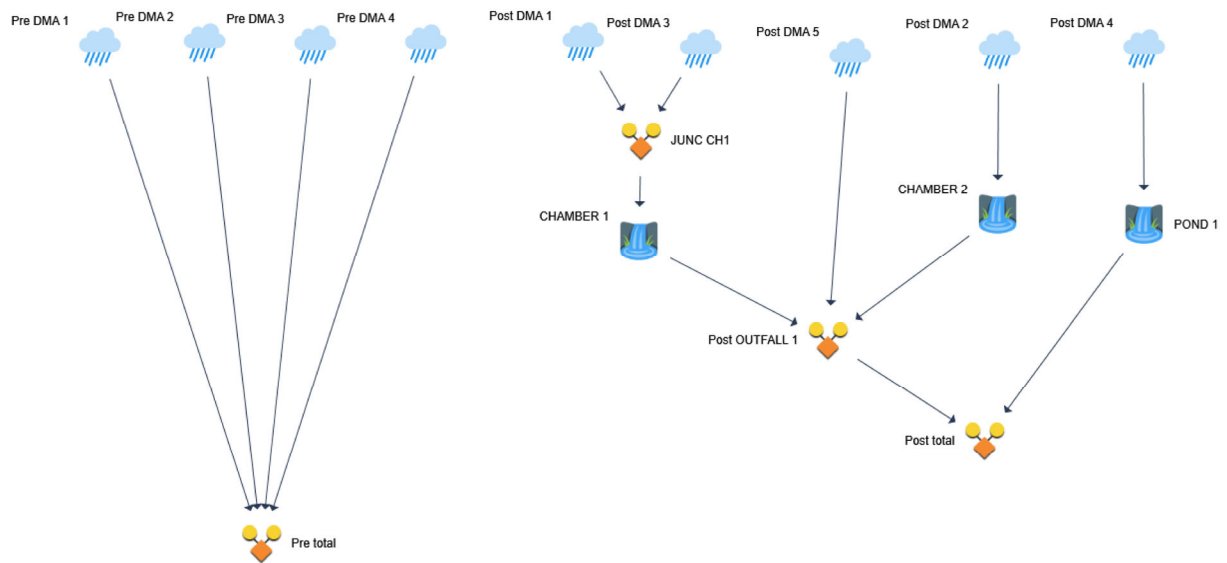 Pre DMA 1
Pre DMA 2
Pre DMA 3
Pre DMA 4
Post DMA 1
Post DMA 3
Post DMA 5
Post DMA 2
Post DMA 4
JUNC CH1
CHAMBER 1
CHAMBER 2
POND 1
Post OUTFALL 1
Post total
Pre total